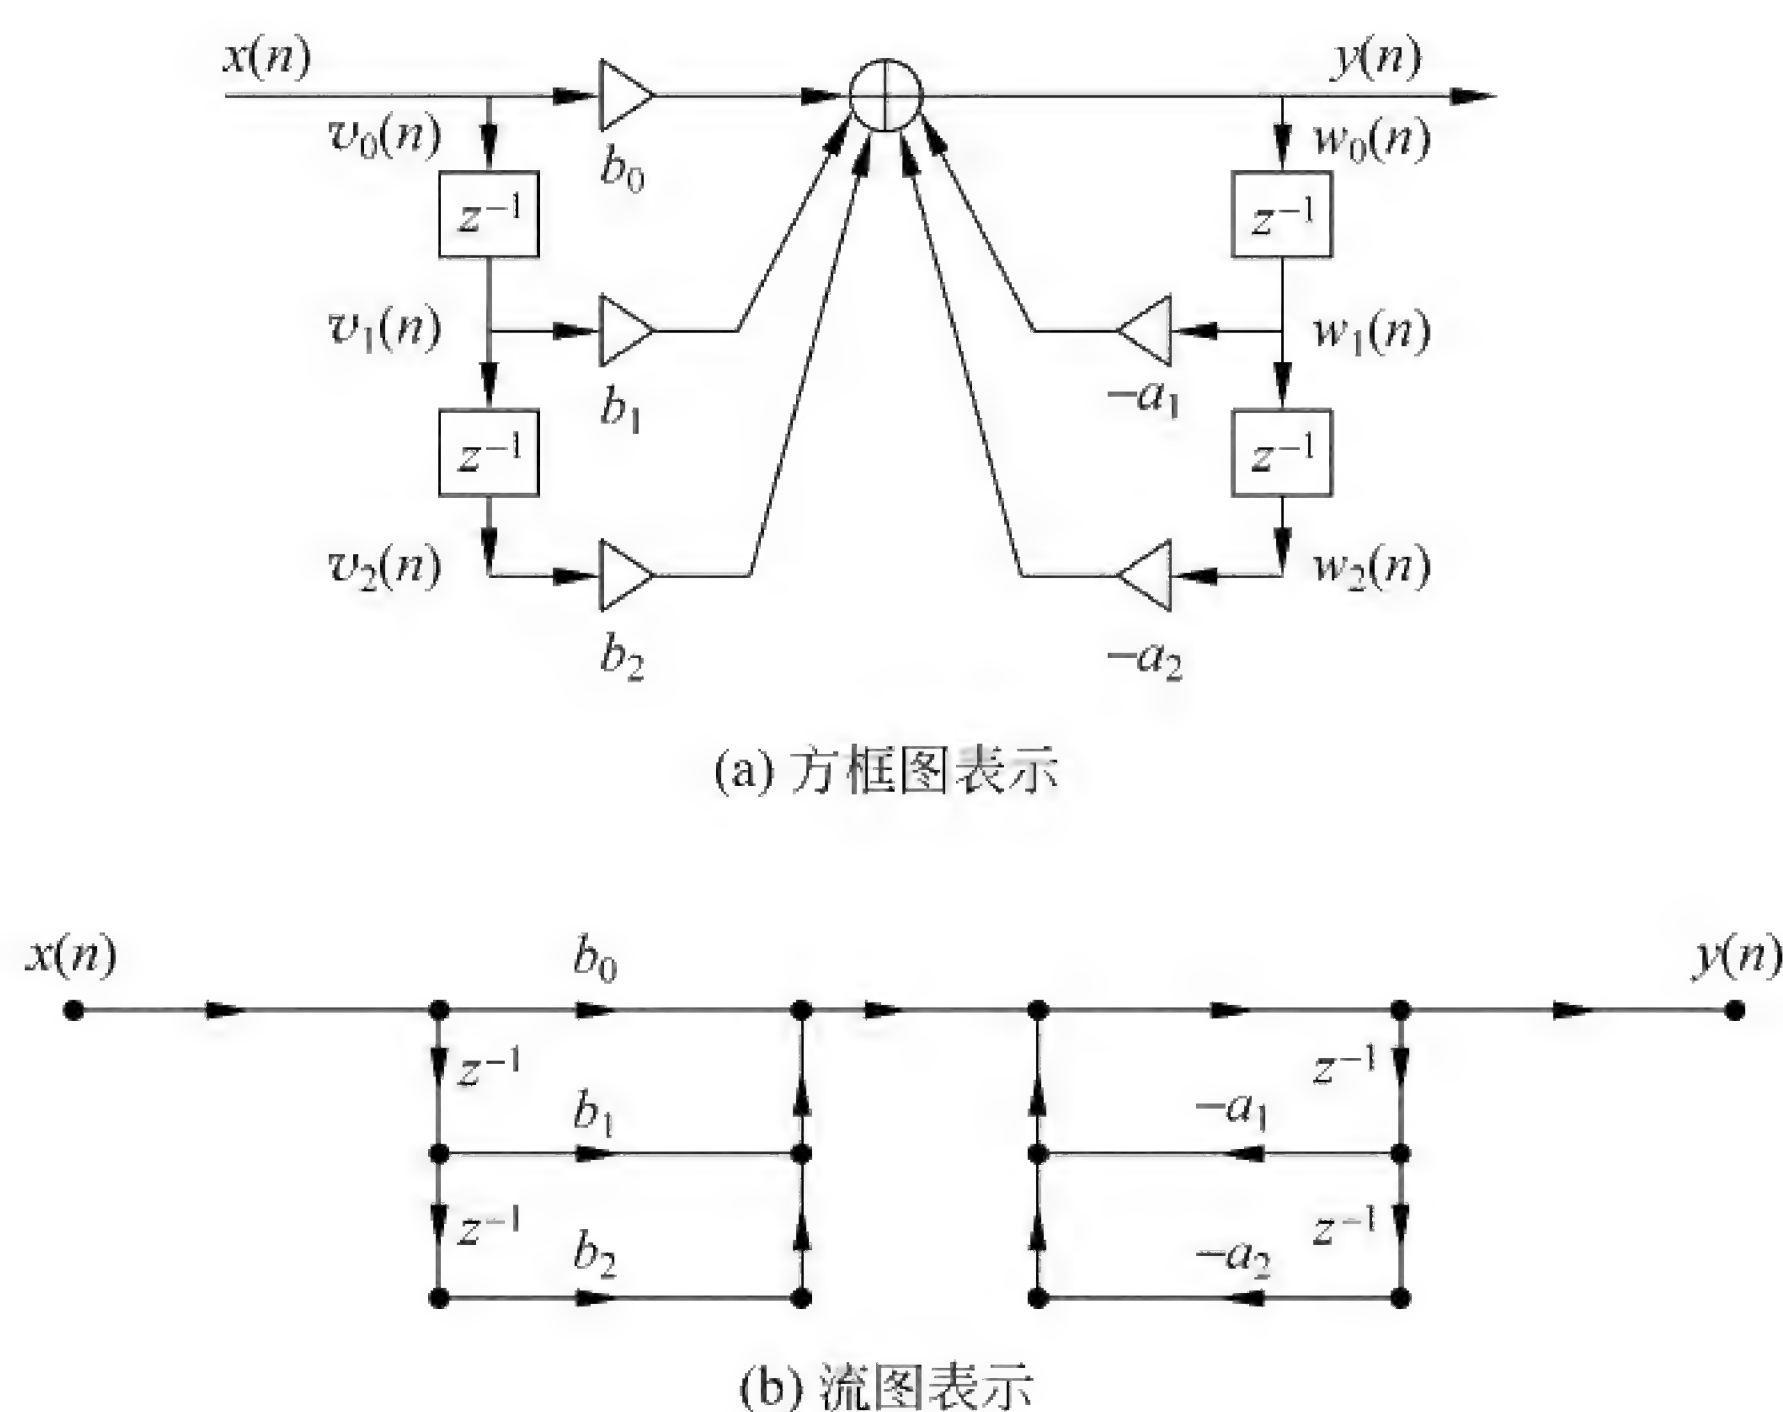 x(n) y(n)
v₀(n) b₀ w₀(n)
z⁻¹ z⁻¹
v₁(n) w₁(n)
b₁ −a₁
z⁻¹ z⁻¹
v₂(n) w₂(n)
b₂ −a₂
(a) 方框图表示
x(n) b₀ y(n)
z⁻¹ z⁻¹
b₁ −a₁
z⁻¹ z⁻¹
b₂ −a₂
(b) 流图表示